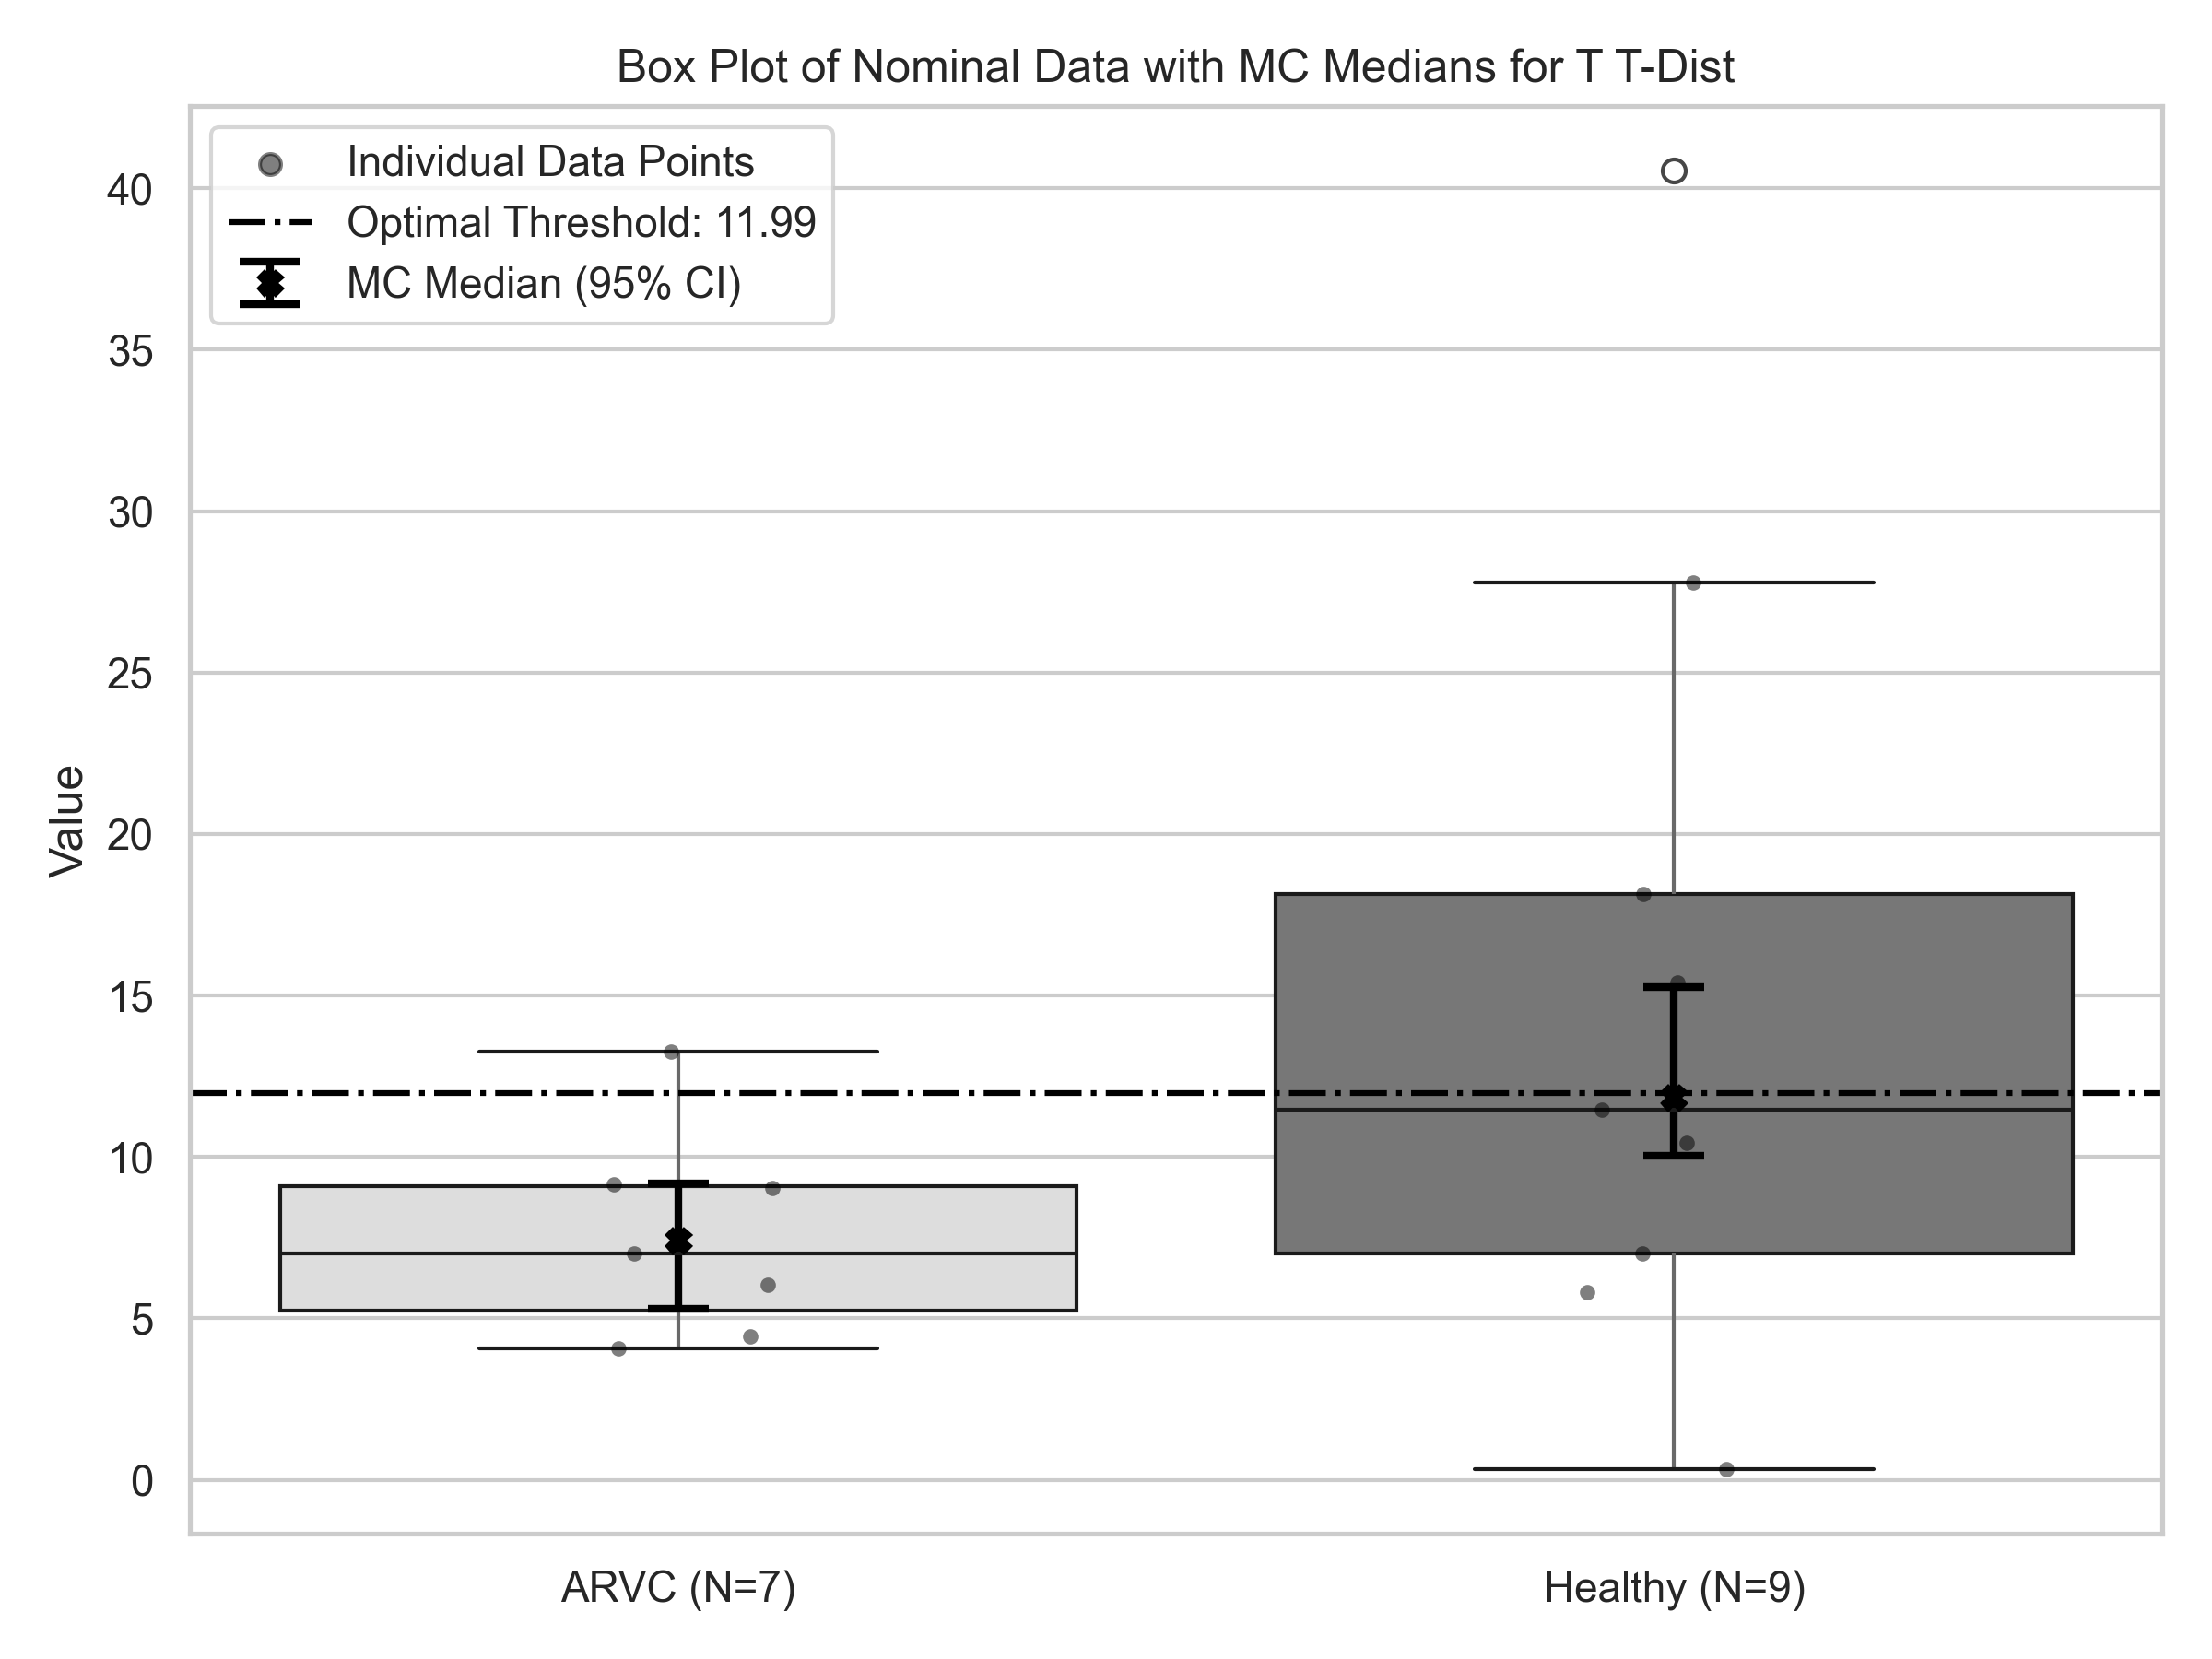 Box Plot of Nominal Data with MC Medians for T T-Dist
Individual Data Points
Optimal Threshold: 11.99
MC Median (95% CI)
Value
40
35
30
25
20
15
10
5
0
ARVC (N=7)
Healthy (N=9)